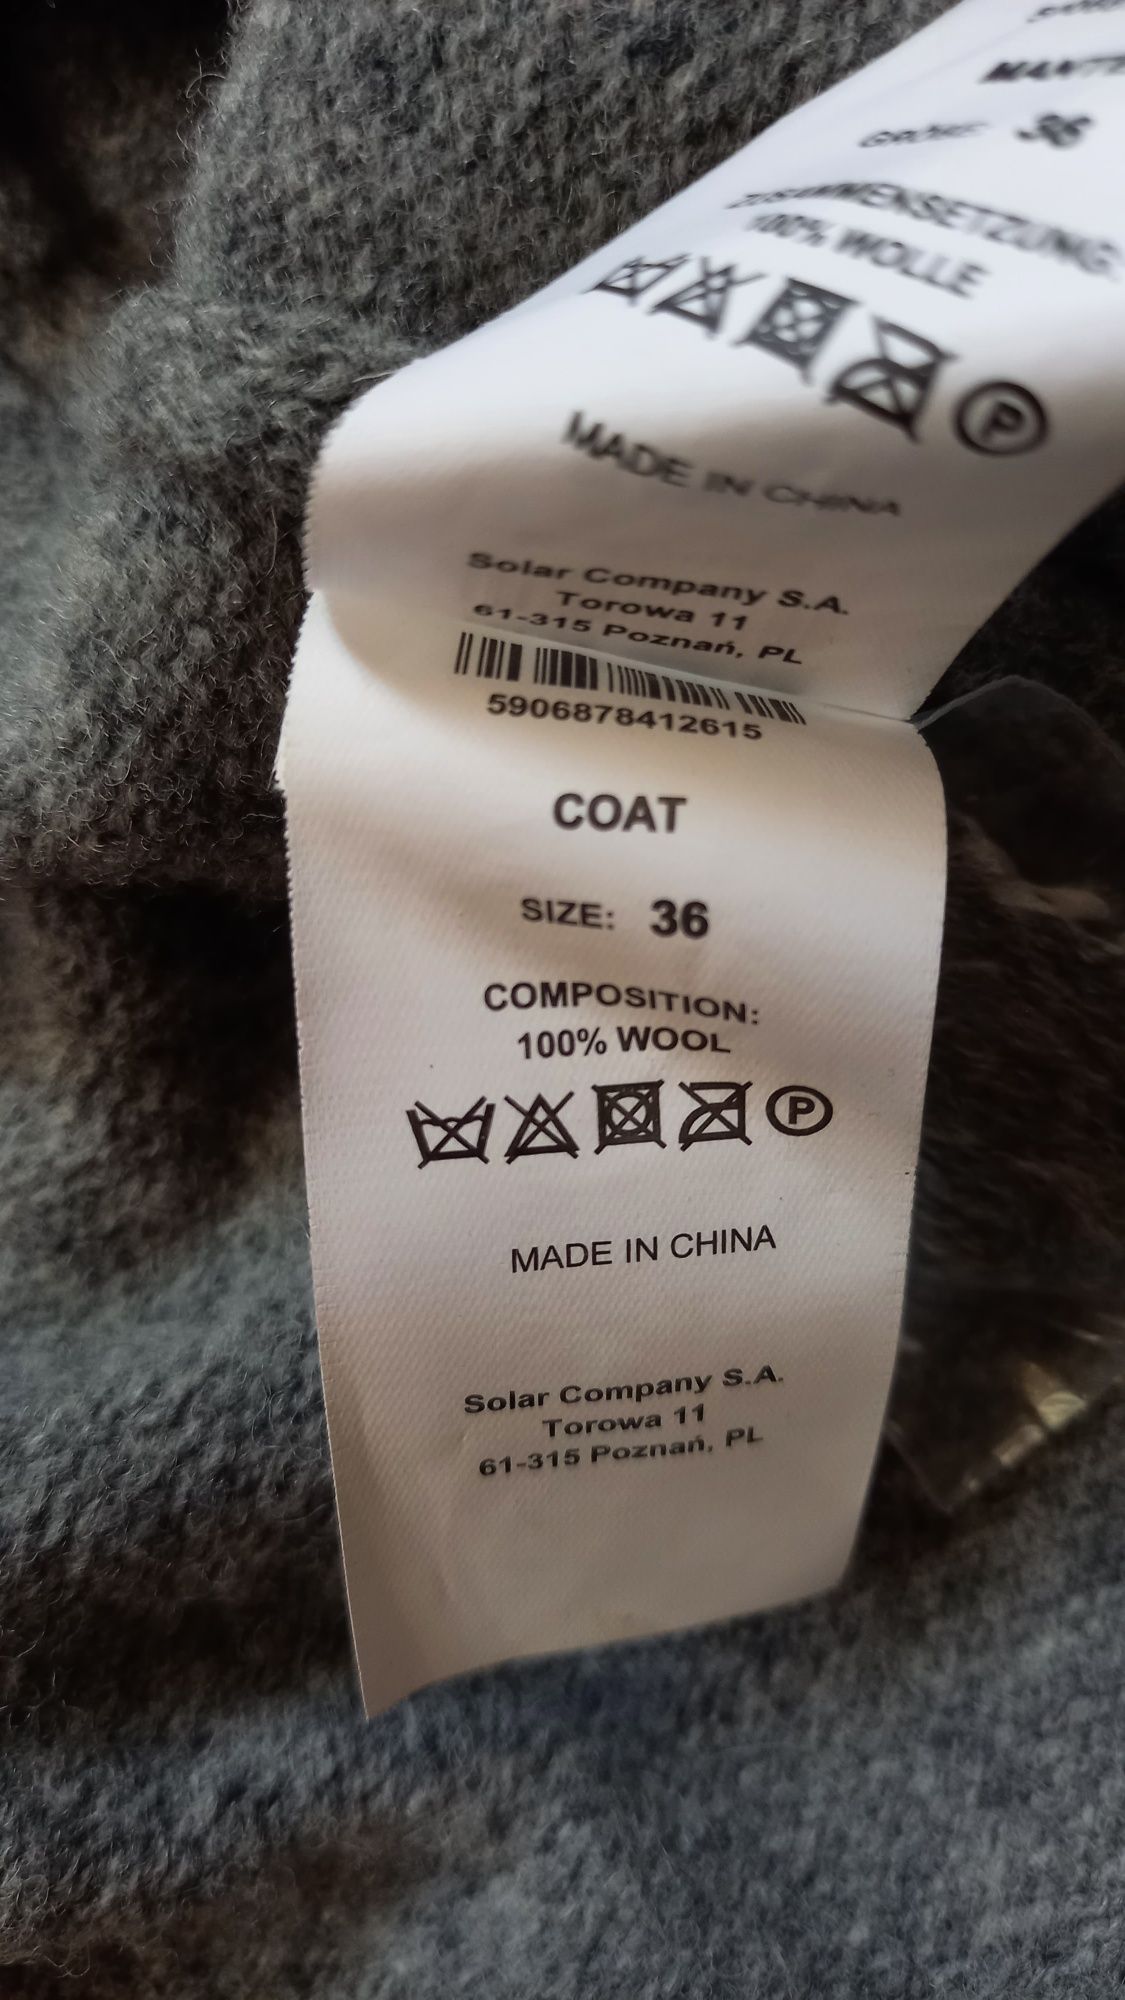 MANTE
GRÖßE: 36
ZUSAMMENSETZUNG:
100% WOLLE
P
MADE IN CHINA
Solar Company S.A.
Torowa 11
61-315 Poznań, PL
5906878412615
COAT
SIZE: 36
COMPOSITION:
100% WOOL
P
MADE IN CHINA
Solar Company S.A.
Torowa 11
61-315 Poznań, PL